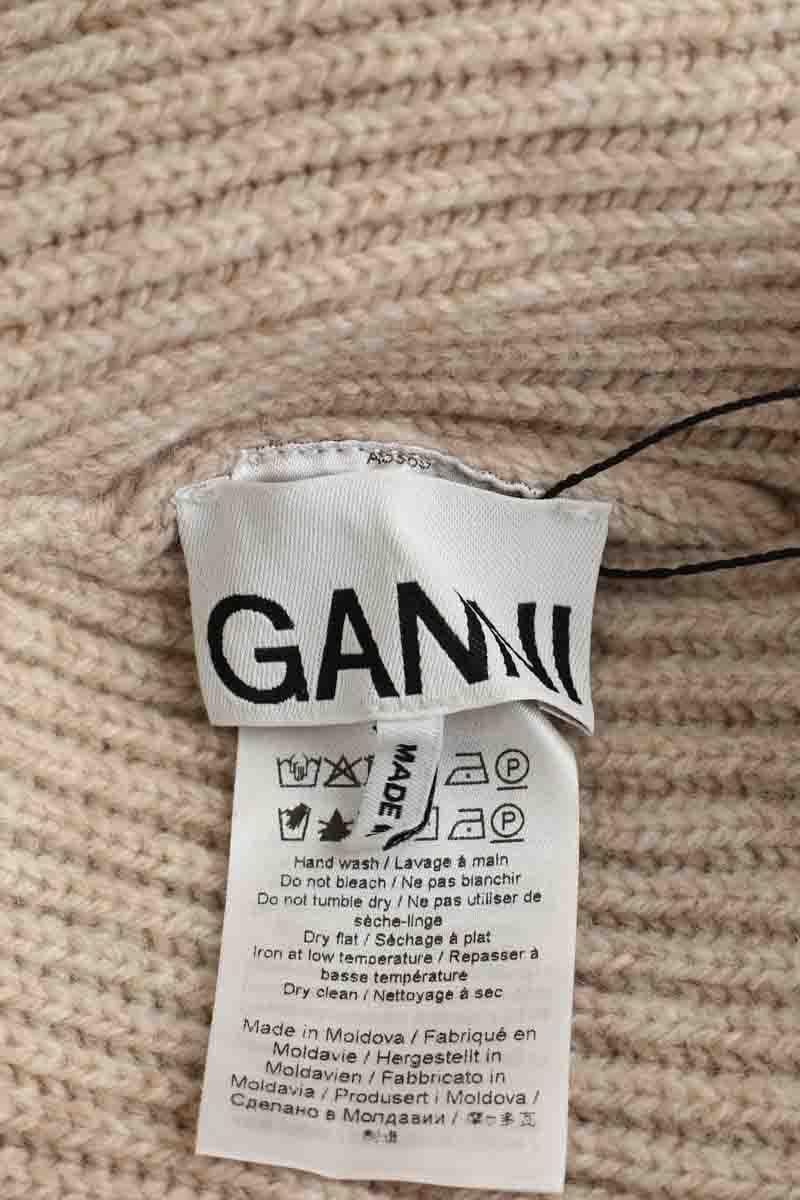 GANNI
MADE
P
P
Hand wash / Lavage à main
Do not bleach / Ne pas blanchir
Do not tumble dry / Ne pas utiliser de
sèche-linge
Dry flat / Séchage à plat
Iron at low temperature / Repasser à
basse température
Dry clean / Nettoyage à sec
Made in Moldova / Fabriqué en
Moldavie / Hergestellt in
Moldavien / Fabbricato in
Moldavia / Produsert i Moldova /
Сделано в Молдавии /